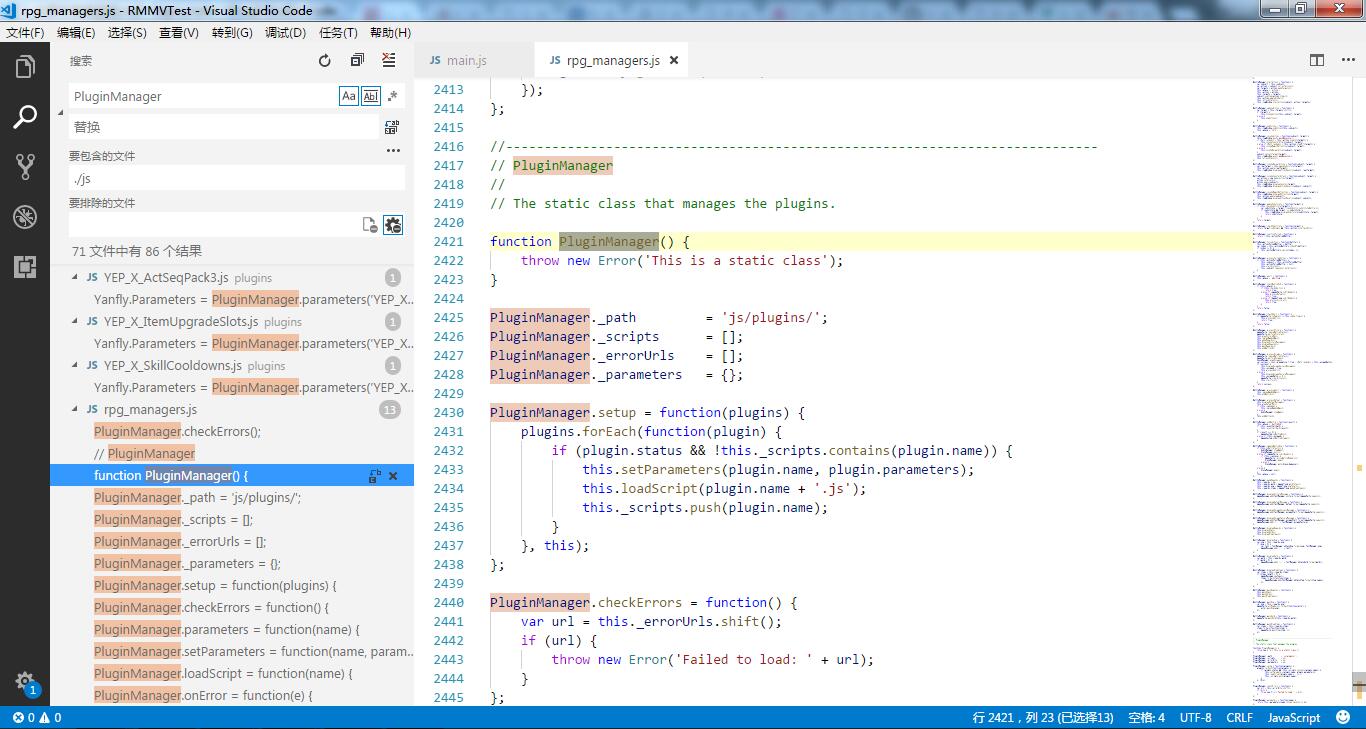 rpg_managers.js - RMMVTest - Visual Studio Code
文件(F) 编辑(E) 选择(S) 查看(V) 转到(G) 调试(D) 任务(T) 帮助(H)
搜索
PluginManager
Aa Abl .*
替换
要包含的文件
./js
要排除的文件
71 文件中有 86 个结果
JS YEP_X_ActSeqPack3.js plugins 1
Yanfly.Parameters = PluginManager.parameters('YEP_X...
JS YEP_X_ItemUpgradeSlots.js plugins 1
Yanfly.Parameters = PluginManager.parameters('YEP_X...
JS YEP_X_SkillCooldowns.js plugins 1
Yanfly.Parameters = PluginManager.parameters('YEP_X...
JS rpg_managers.js 13
PluginManager.checkErrors();
// PluginManager
function PluginManager() {
PluginManager._path = 'js/plugins/';
PluginManager._scripts = [];
PluginManager._errorUrls = [];
PluginManager._parameters = {};
PluginManager.setup = function(plugins) {
PluginManager.checkErrors = function() {
PluginManager.parameters = function(name) {
PluginManager.setParameters = function(name, param...
PluginManager.loadScript = function(name) {
PluginManager.onError = function(e) {
1
JS main.js
JS rpg_managers.js
2413 });
2414 };
2415
2416 //-----------------------------------------------------------------------------
2417 // PluginManager
2418 //
2419 // The static class that manages the plugins.
2420
2421 function PluginManager() {
2422 throw new Error('This is a static class');
2423 }
2424
2425 PluginManager._path         = 'js/plugins/';
2426 PluginManager._scripts      = [];
2427 PluginManager._errorUrls    = [];
2428 PluginManager._parameters   = {};
2429
2430 PluginManager.setup = function(plugins) {
2431 plugins.forEach(function(plugin) {
2432 if (plugin.status && !this._scripts.contains(plugin.name)) {
2433 this.setParameters(plugin.name, plugin.parameters);
2434 this.loadScript(plugin.name + '.js');
2435 this._scripts.push(plugin.name);
2436 }
2437 }, this);
2438 };
2439
2440 PluginManager.checkErrors = function() {
2441 var url = this._errorUrls.shift();
2442 if (url) {
2443 throw new Error('Failed to load: ' + url);
2444 }
2445 };
0 0
行 2421，列 23 (已选择13) 空格: 4 UTF-8 CRLF JavaScript